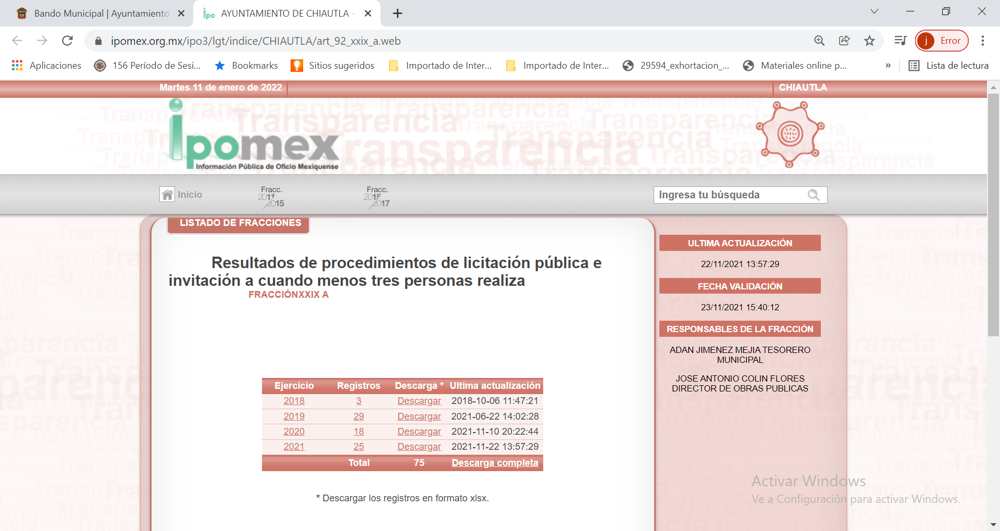 Bando Municipal | Ayuntamiento
AYUNTAMIENTO DE CHIAUTLA -
ipomex.org.mx/ipo3/lgt/indice/CHIAUTLA/art_92_xxix_a.web
j Error
Aplicaciones
156 Período de Sesi...
Bookmarks
Sitios sugeridos
Importado de Inter...
Importado de Inter...
29594_exhortacion_...
Materiales online p...
»
Lista de lectura
Martes 11 de enero de 2022
CHIAUTLA
ipomex
Información Pública de Oficio Mexiquense
Transparencia
Inicio
Fracc.
2011/2015
Fracc.
2015/2017
Ingresa tu búsqueda
LISTADO DE FRACCIONES
Resultados de procedimientos de licitación pública e
invitación a cuando menos tres personas realiza
FRACCIÓNXXIX A
ULTIMA ACTUALIZACIÓN
22/11/2021 13:57:29
FECHA VALIDACIÓN
23/11/2021 15:40:12
RESPONSABLES DE LA FRACCIÓN
ADAN JIMENEZ MEJIA TESORERO
MUNICIPAL
JOSE ANTONIO COLIN FLORES
DIRECTOR DE OBRAS PUBLICAS
Ejercicio Registros Descarga * Ultima actualización
2018 3 Descargar 2018-10-06 11:47:21
2019 29 Descargar 2021-06-22 14:02:28
2020 18 Descargar 2021-11-10 20:22:44
2021 25 Descargar 2021-11-22 13:57:29
Total 75 Descarga completa
* Descargar los registros en formato xlsx.
Activar Windows
Ve a Configuración para activar Windows.